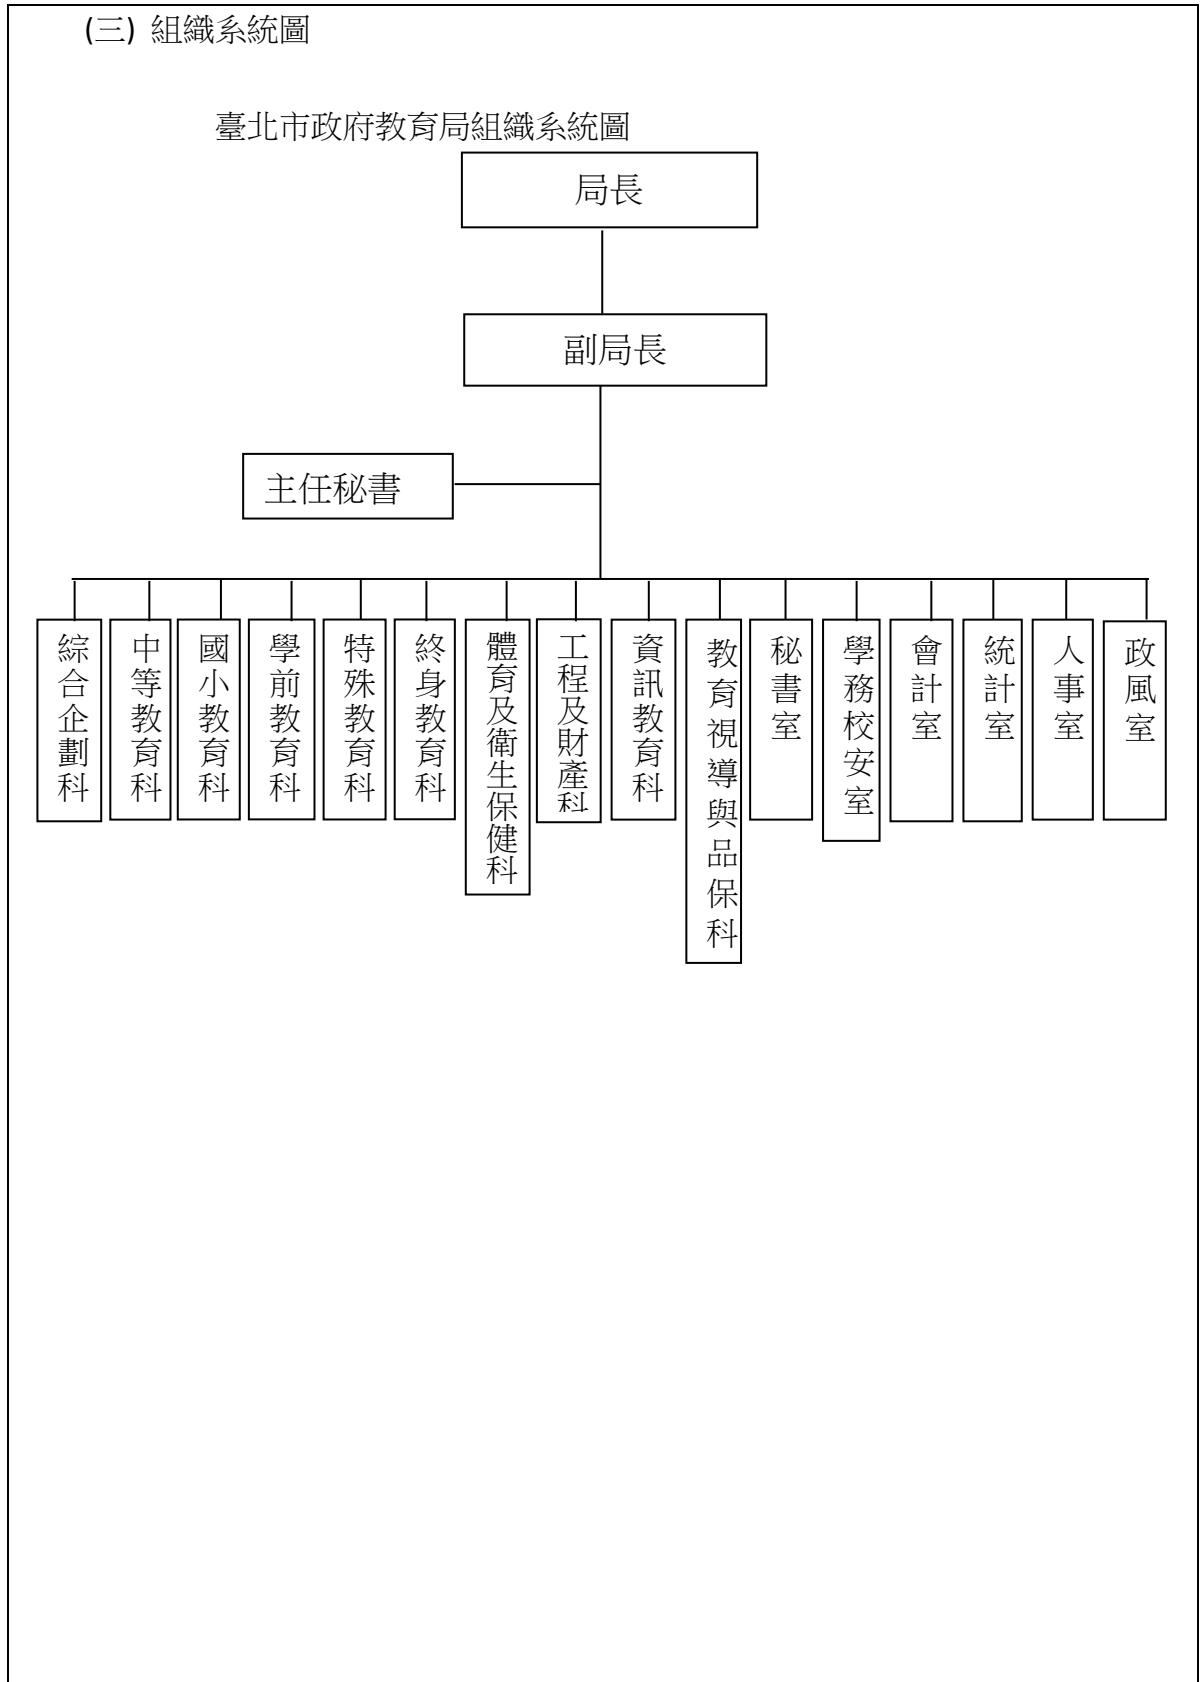 (三) 組織系統圖
臺北市政府教育局組織系統圖
局長
副局長
主任秘書
綜合企劃科
中等教育科
國小教育科
學前教育科
特殊教育科
終身教育科
體育及衛生保健科
工程及財產科
資訊教育科
教育視導與品保科
秘書室
學務校安室
會計室
統計室
人事室
政風室